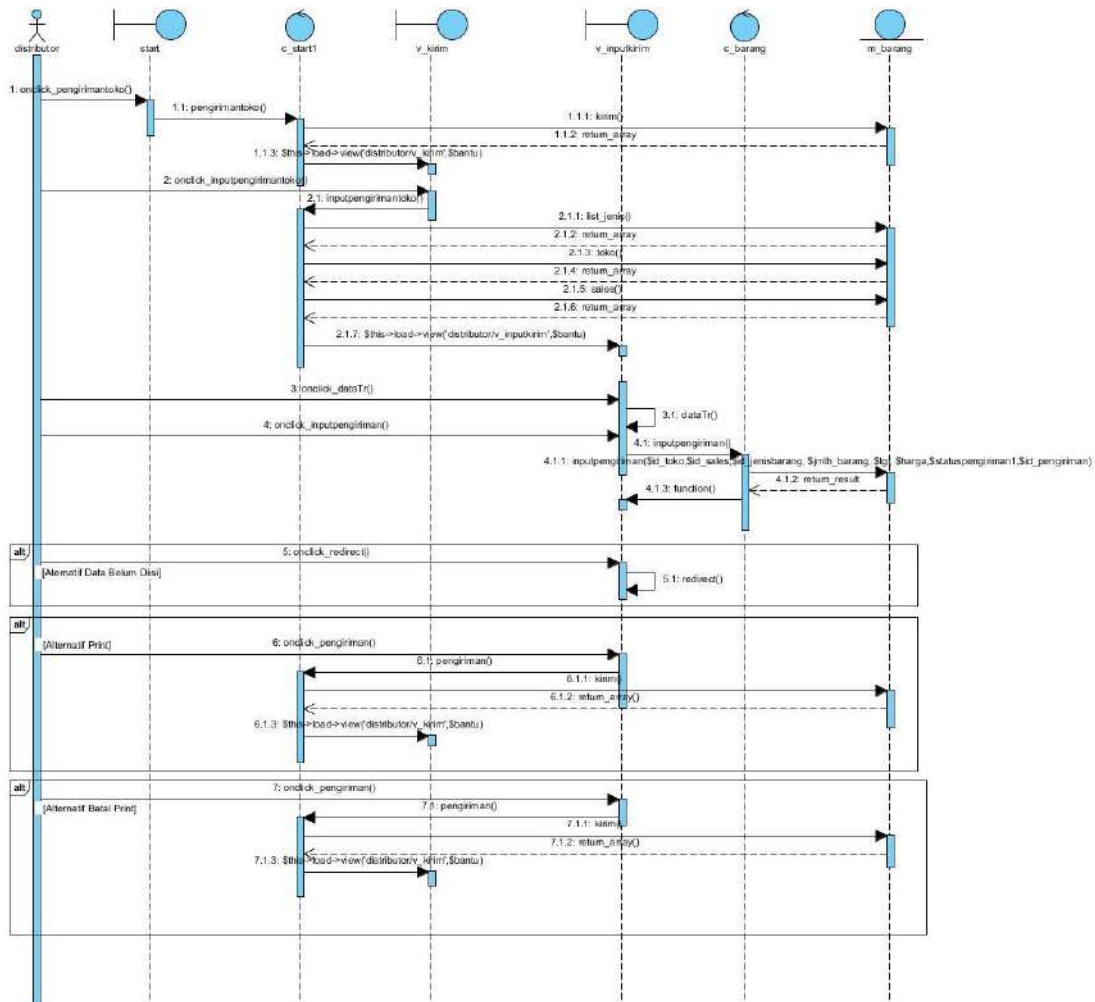 distributor
start
c_start1
v_kirim
v_inputkirim
c_barang
m_barang
1: onclick_pengirimantoko()
1.1: pengirimantoko()
1.1.1: kirim()
1.1.2: return_array
1.1.3: $this->load->view('distributor/v_kirim',$bantu)
2: onclick_inputpengirimantoko()
2.1: inputpengirimantoko()
2.1.1: list_jenis()
2.1.2: return_array
2.1.3: toko()
2.1.4: return_array
2.1.5: sales()
2.1.6: return_array
2.1.7: $this->load->view('distributor/v_inputkirim',$bantu)
3: onclick_dataTr()
3.1: dataTr()
4: onclick_inputpengiriman()
4.1: inputpengiriman()
4.1.1: inputpengiriman($id_toko,$id_sales,$id_jenisbarang, $jmlh_barang, $tgl, $harga,$statuspengiriman1,$id_pengiriman)
4.1.2: return_result
4.1.3: function()
alt
5: onclick_redirect()
[Alernatif Data Belum Diisi]
5.1: redirect()
alt
[Alternatif Print]
6: onclick_pengiriman()
6.1: pengiriman()
6.1.1: kirim()
6.1.2: return_array()
6.1.3: $this->load->view('distributor/v_kirim',$bantu)
alt
7: onclick_pengiriman()
[Alternatif Batal Print]
7.1: pengiriman()
7.1.1: kirim()
7.1.2: return_array()
7.1.3: $this->load->view('distributor/v_kirim',$bantu)